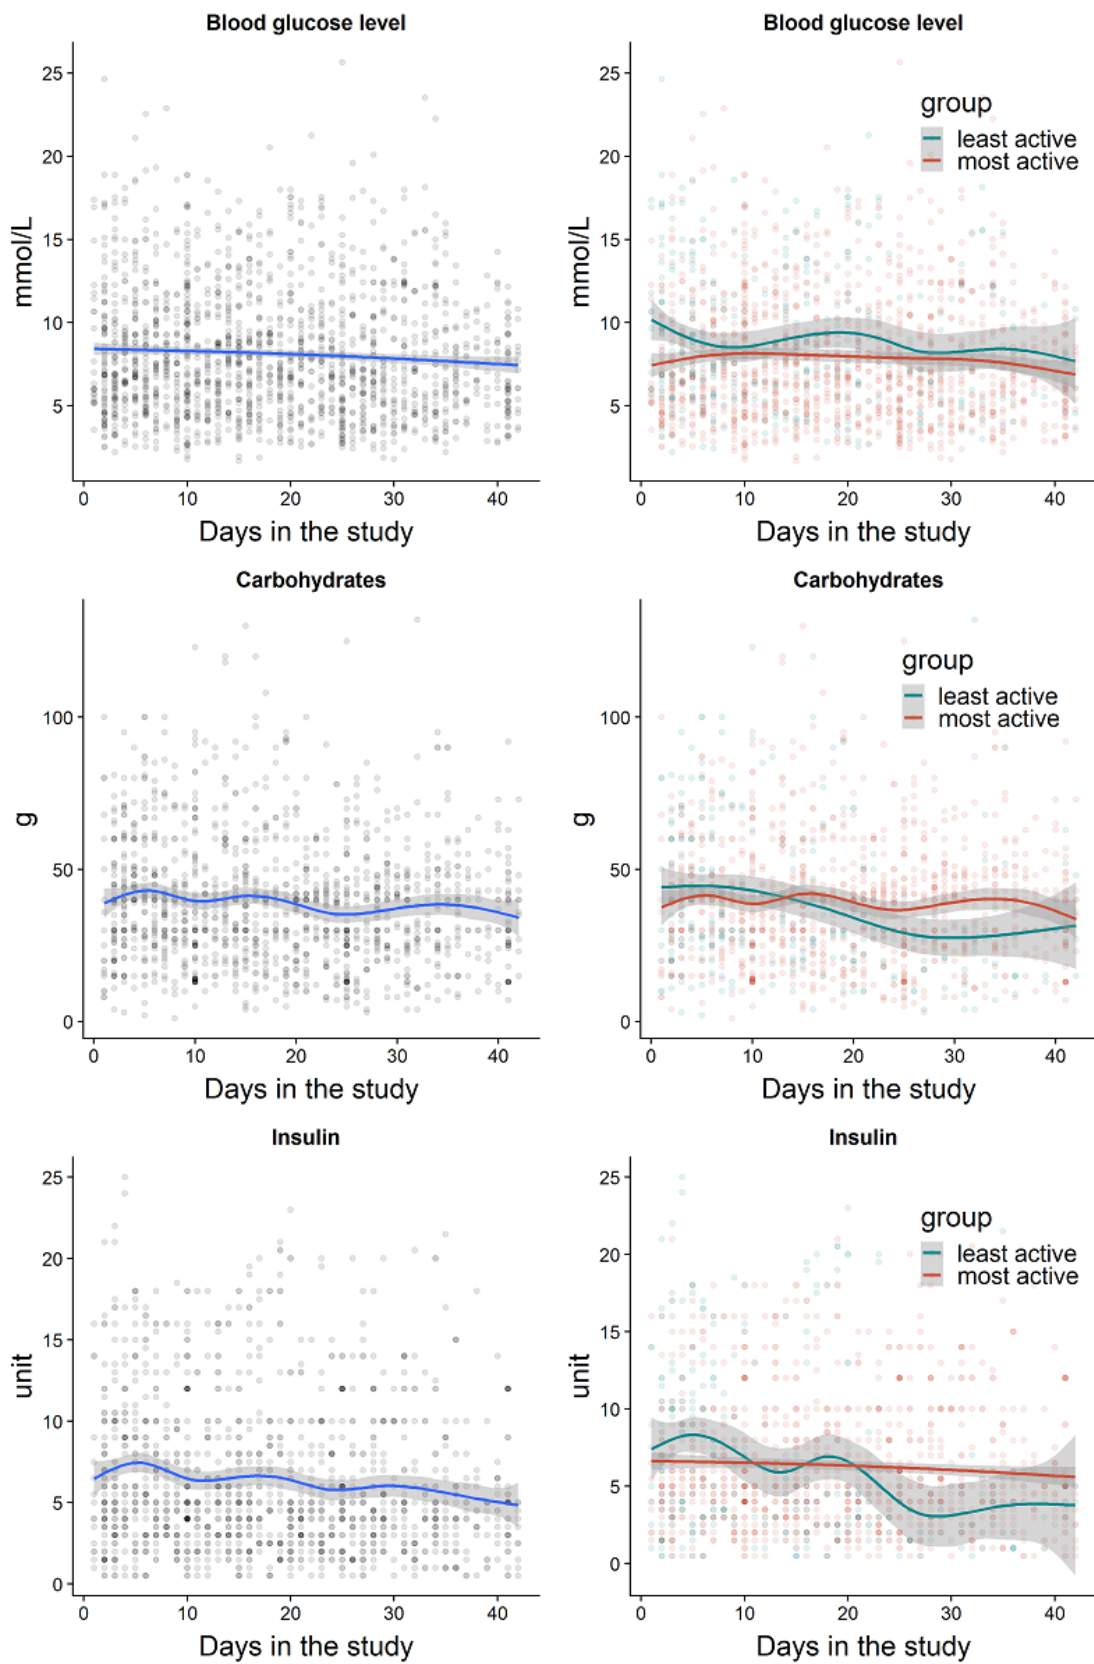 Blood glucose level
25
20
15
10
5
mmol/L
0 10 20 30 40
Days in the study
Blood glucose level
25
20
15
10
5
mmol/L
group
least active
most active
0 10 20 30 40
Days in the study
Carbohydrates
100
50
0
g
0 10 20 30 40
Days in the study
Carbohydrates
100
50
0
g
group
least active
most active
0 10 20 30 40
Days in the study
Insulin
25
20
15
10
5
0
unit
0 10 20 30 40
Days in the study
Insulin
25
20
15
10
5
0
unit
group
least active
most active
0 10 20 30 40
Days in the study